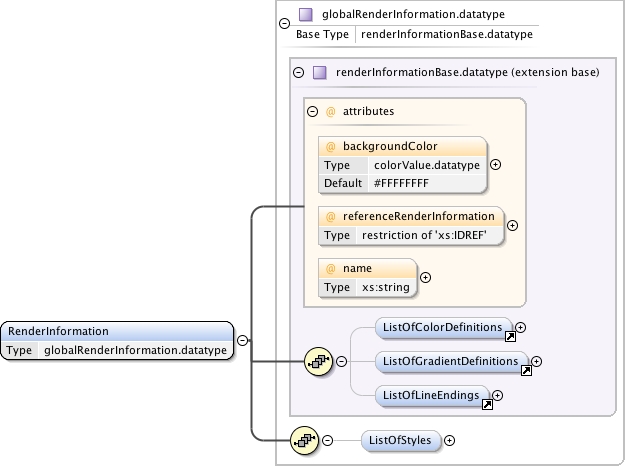 globalRenderInformation.datatype
Base Type renderInformationBase.datatype
renderInformationBase.datatype (extension base)
@ attributes
@ backgroundColor
Type colorValue.datatype
Default #FFFFFFFF
@ referenceRenderInformation
Type restriction of 'xs:IDREF'
@ name
Type xs:string
RenderInformation
Type globalRenderInformation.datatype
ListOfColorDefinitions
ListOfGradientDefinitions
ListOfLineEndings
ListOfStyles